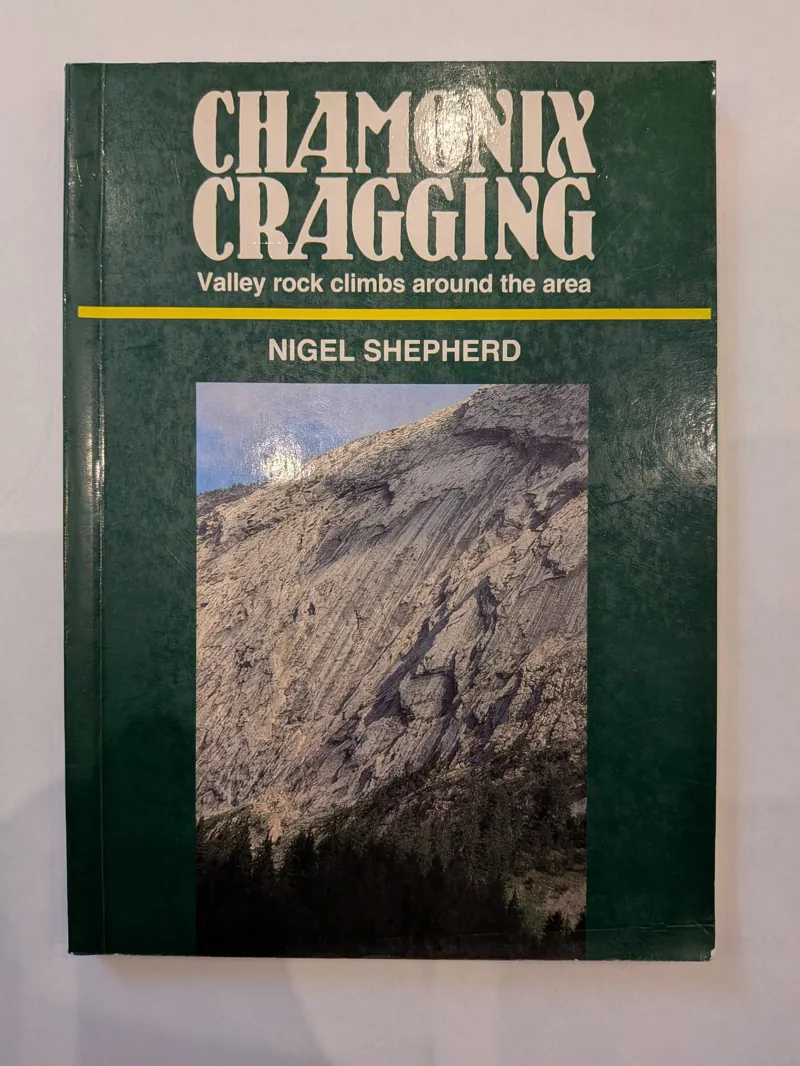 CHAMONIX
CRAGGING
Valley rock climbs around the area
NIGEL SHEPHERD